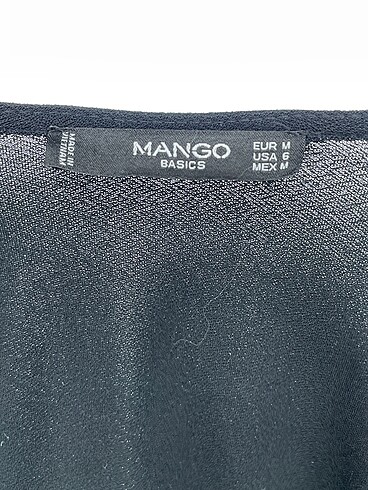 MADE IN
VIETNAM
MANGO
BASICS
EUR M
USA 6
MEX M